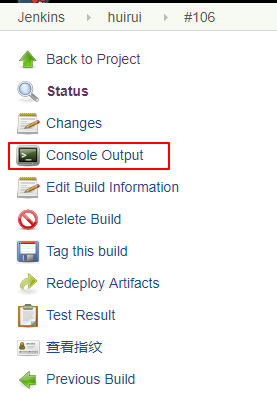 Jenkins huirui #106
Back to Project
Status
Changes
Console Output
Edit Build Information
Delete Build
Tag this build
Redeploy Artifacts
Test Result
查看指纹
Previous Build